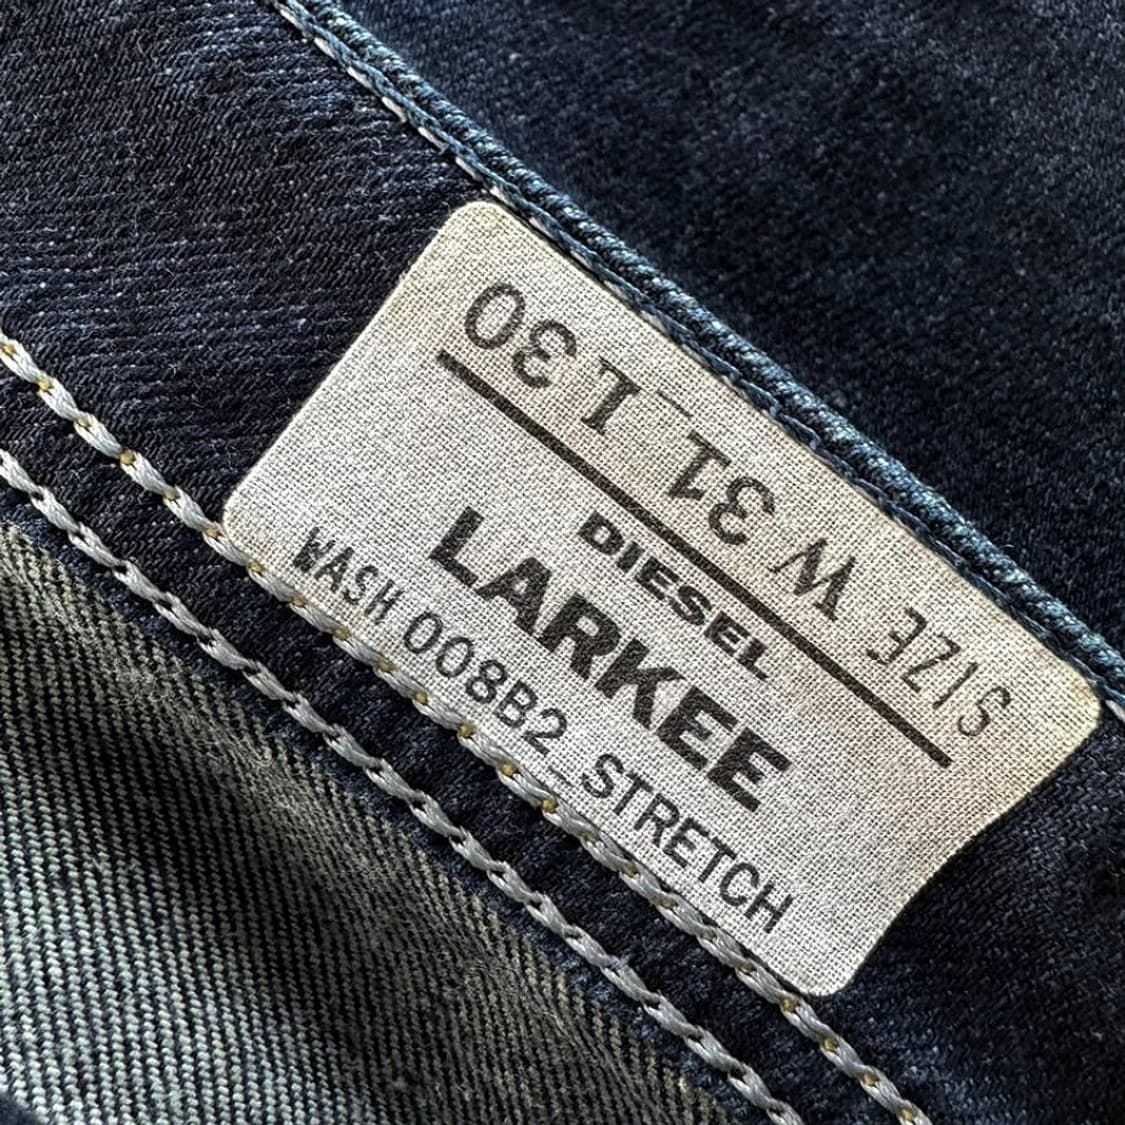 SIZE W 31 L 30
DIESEL
LARKEE
WASH 008B2_STRETCH